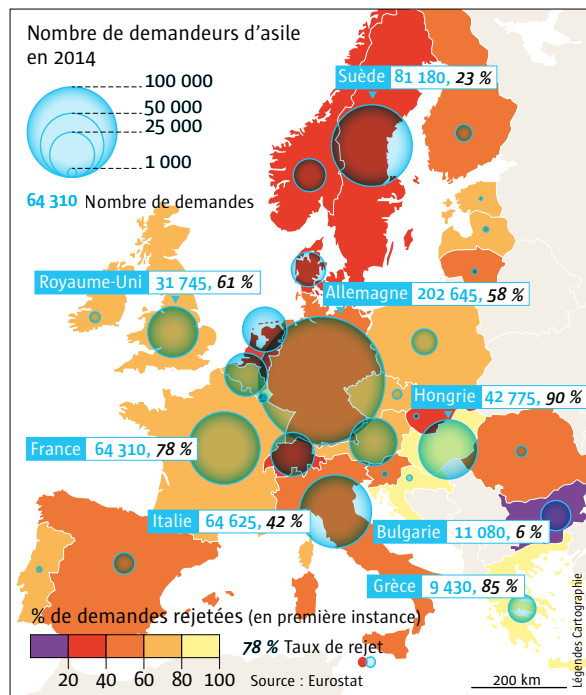 Nombre de demandeurs d'asile
en 2014
100 000
50 000
25 000
1 000
64 310 Nombre de demandes
Suède 81 180, 23 %
Royaume-Uni 31 745, 61 %
Allemagne 202 645, 58 %
Hongrie 42 775, 90 %
France 64 310, 78 %
Italie 64 625, 42 %
Bulgarie 11 080, 6 %
Grèce 9 430, 85 %
% de demandes rejetées (en première instance)
20 40 60 80 100
78 % Taux de rejet
Source : Eurostat
200 km
Légendes Cartographie